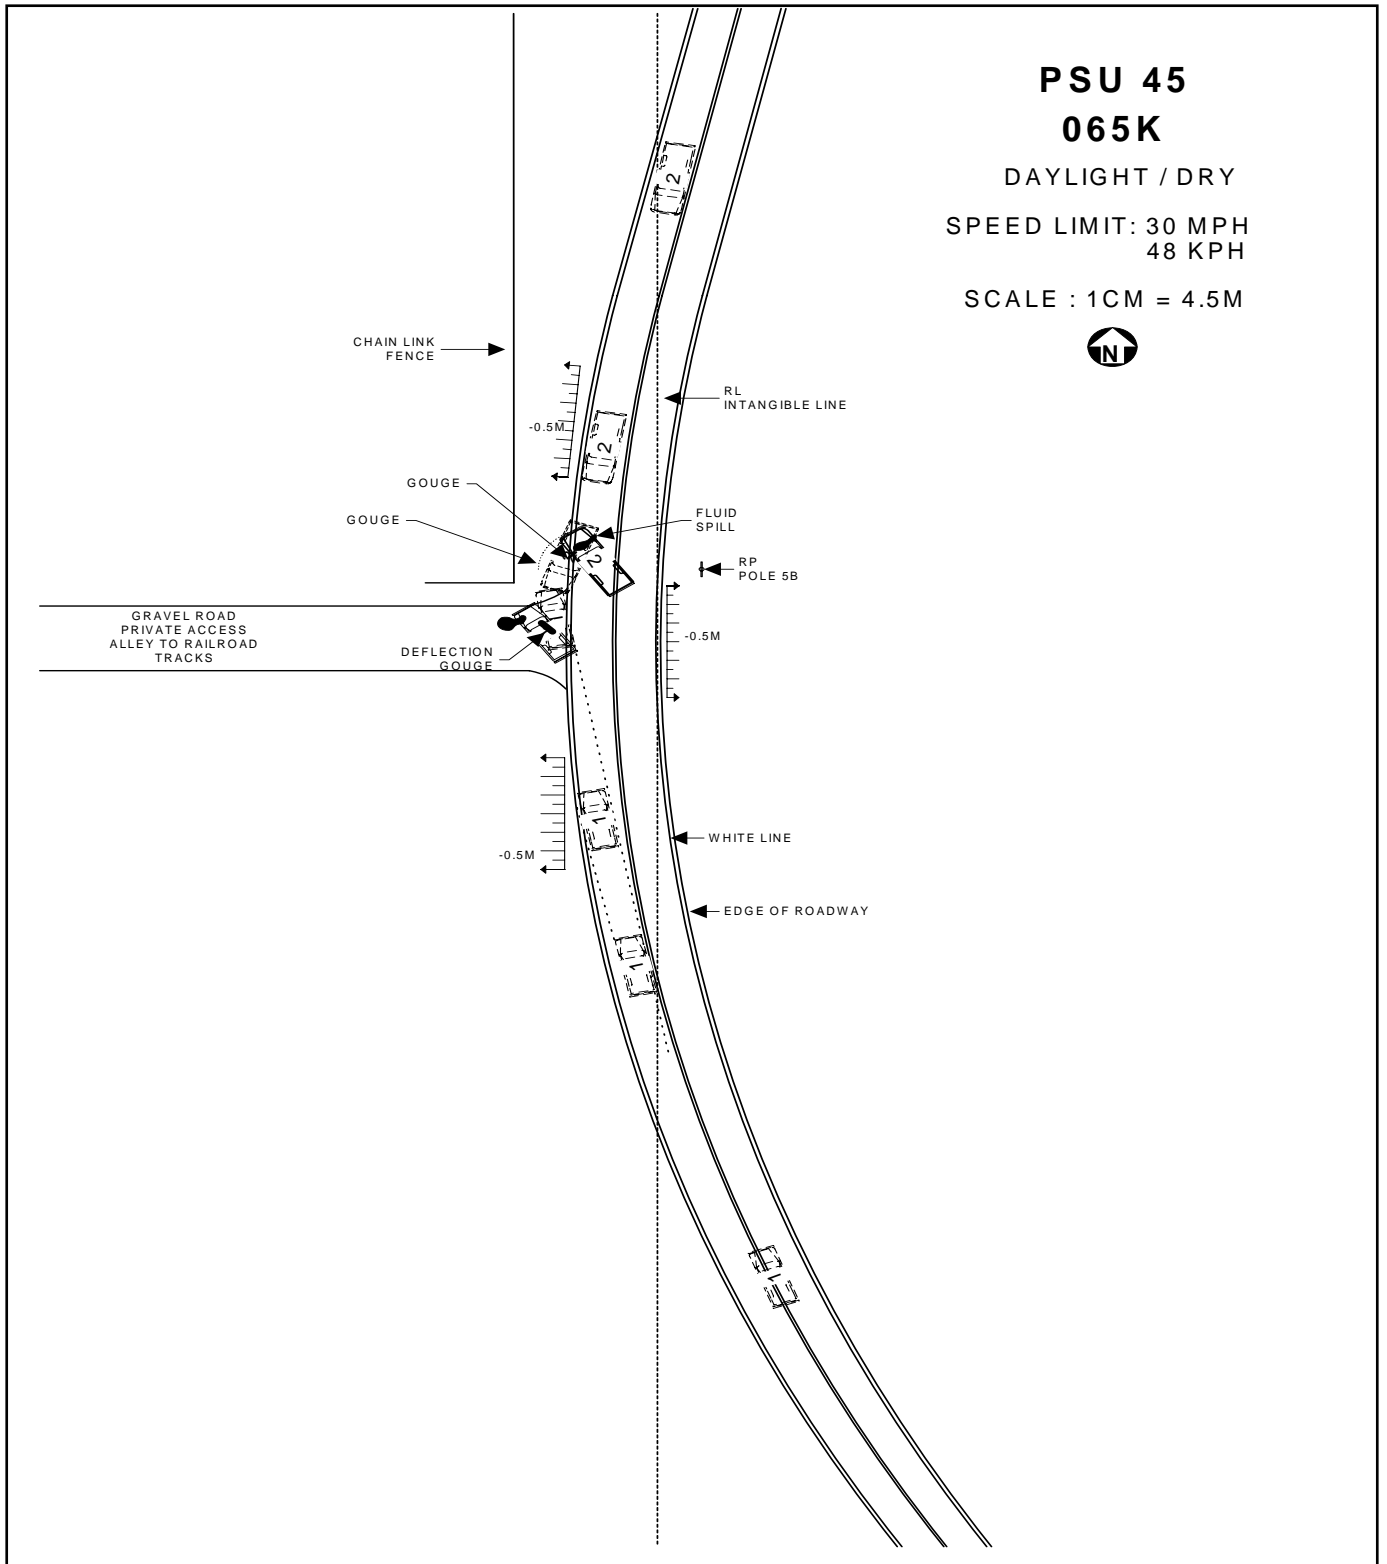 PSU 45
065K
DAYLIGHT / DRY
SPEED LIMIT: 30 MPH
48 KPH
SCALE : 1CM = 4.5M
N
2
CHAIN LINK
FENCE
RL
INTANGIBLE LINE
-0.5M
2
GOUGE
GOUGE
FLUID
SPILL
2
RP
POLE 5B
GRAVEL ROAD
PRIVATE ACCESS
ALLEY TO RAILROAD
TRACKS
-0.5M
DEFLECTION
GOUGE
1
WHITE LINE
-0.5M
EDGE OF ROADWAY
1
1